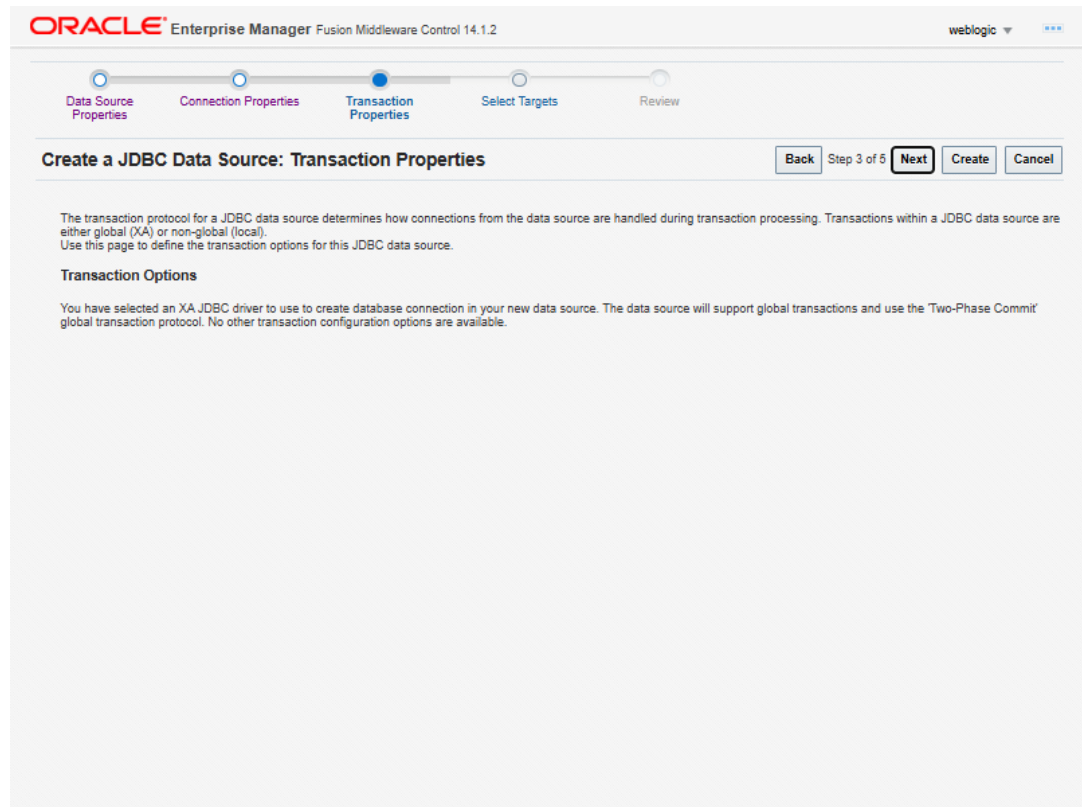 ORACLE Enterprise Manager Fusion Middleware Control 14.1.2 weblogic
Data Source Properties
Connection Properties
Transaction Properties
Select Targets
Review
Create a JDBC Data Source: Transaction Properties
Back Step 3 of 5 Next Create Cancel
The transaction protocol for a JDBC data source determines how connections from the data source are handled during transaction processing. Transactions within a JDBC data source are
either global (XA) or non-global (local).
Use this page to define the transaction options for this JDBC data source.
Transaction Options
You have selected an XA JDBC driver to use to create database connection in your new data source. The data source will support global transactions and use the 'Two-Phase Commit'
global transaction protocol. No other transaction configuration options are available.